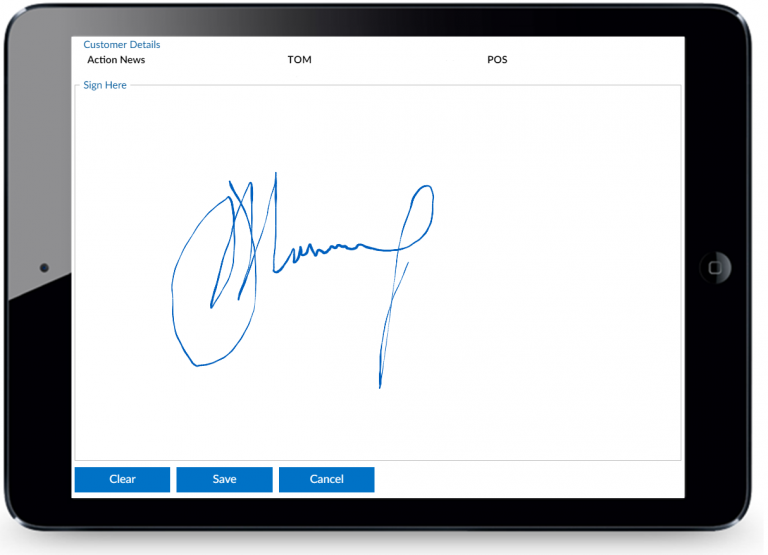 Customer Details
Action News TOM POS
Sign Here
Clear Save Cancel